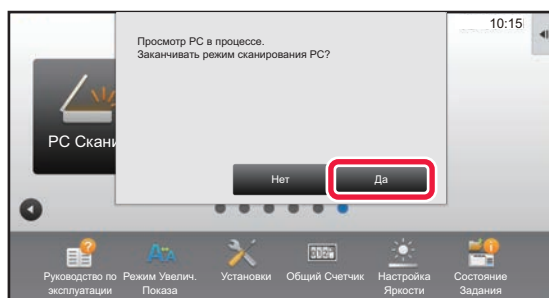 10:15
Просмотр PC в процессе.
Заканчивать режим сканирования PC?
PC Скани
Нет
Да
Руководство по
эксплуатации
Режим Увелич.
Показа
Установки
Общий Счетчик
Настройка
Яркости
Состояние
Задания